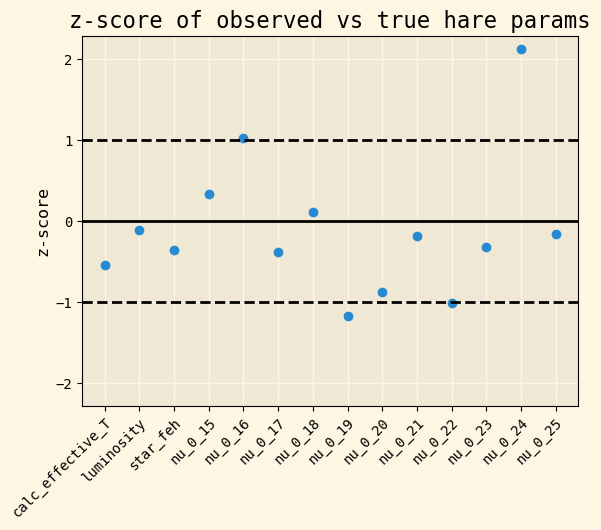 z-score of observed vs true hare params
z-score
2
1
0
−1
−2
calc_effective_T
luminosity
star_feh
nu_0_15
nu_0_16
nu_0_17
nu_0_18
nu_0_19
nu_0_20
nu_0_21
nu_0_22
nu_0_23
nu_0_24
nu_0_25